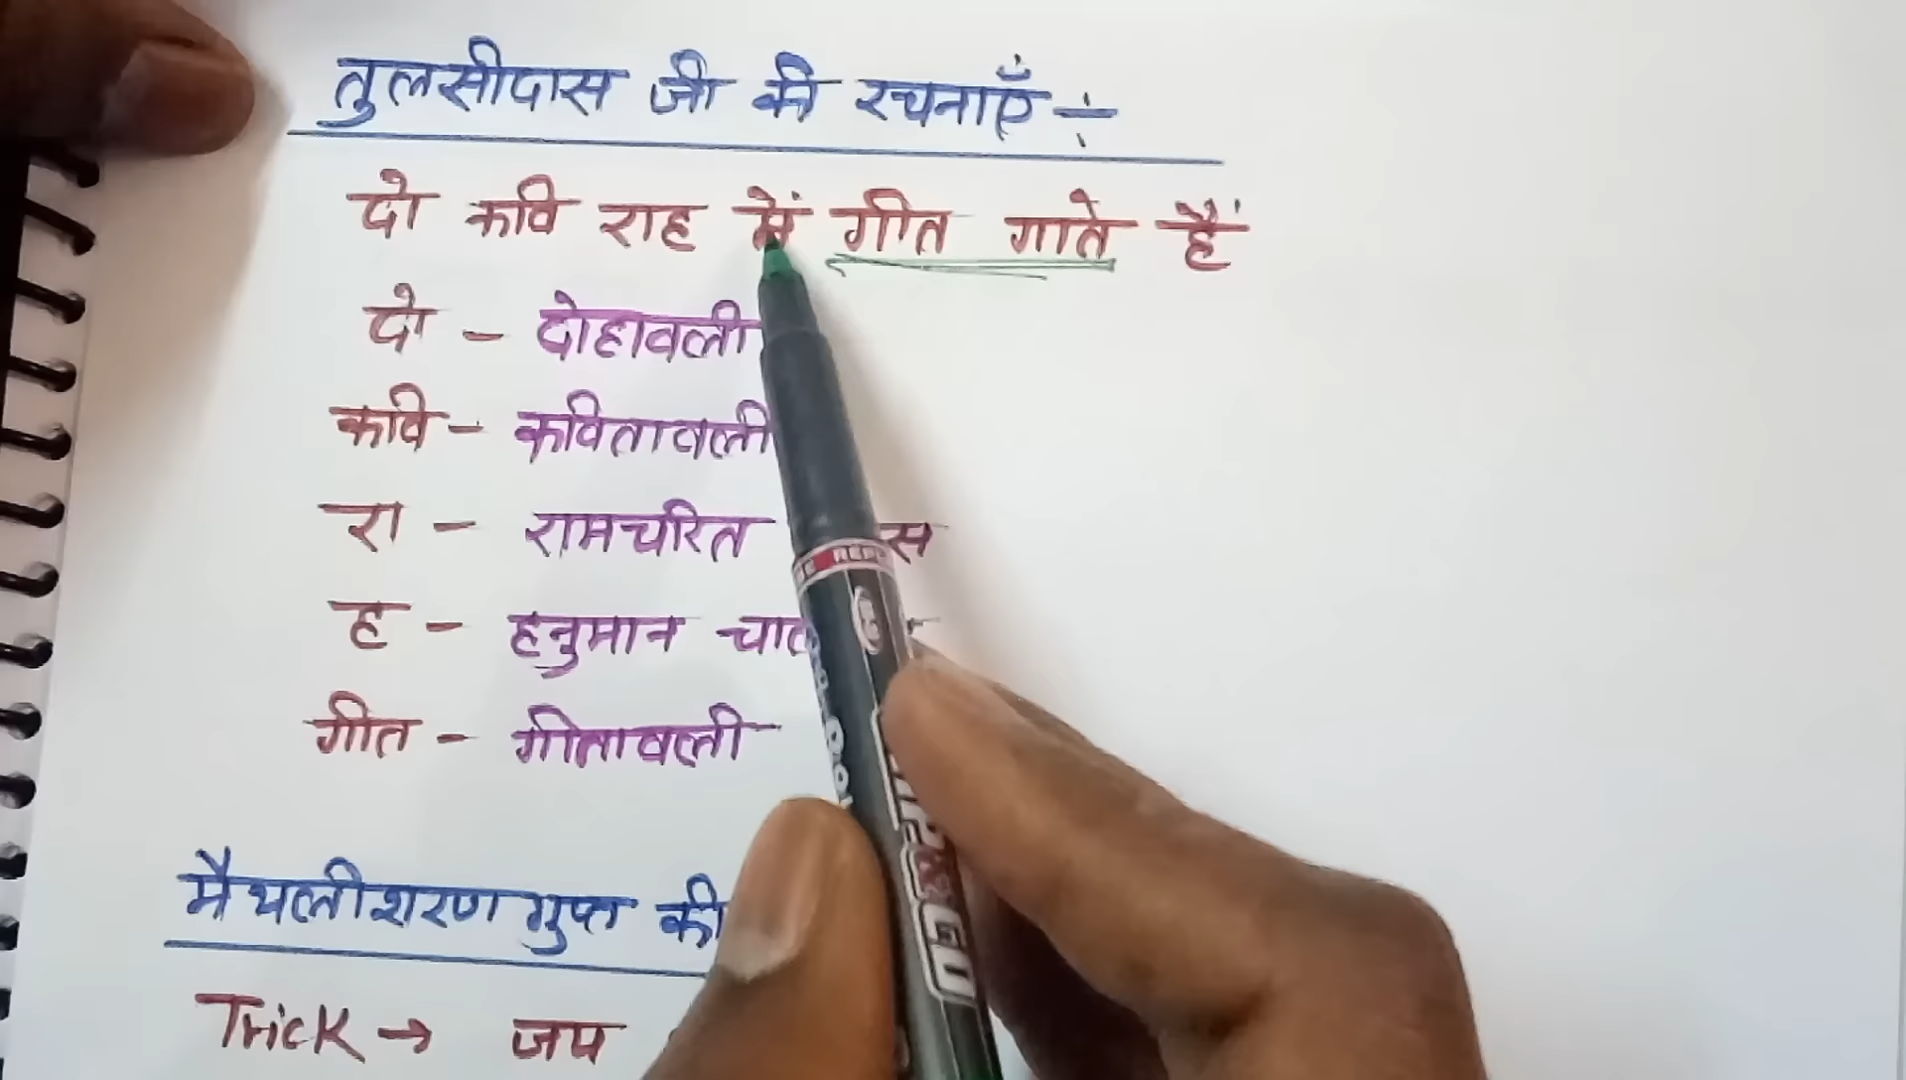 तुलसीदास जी की रचनाएँ ÷
दो कवि राह में गीत गाते हैं
दो - दोहावली
कवि - कवितावली
रा - रामचरित
ह - हनुमान
गीत - गीतावली
मैथलीशरण गुप्त की
Trick → जप